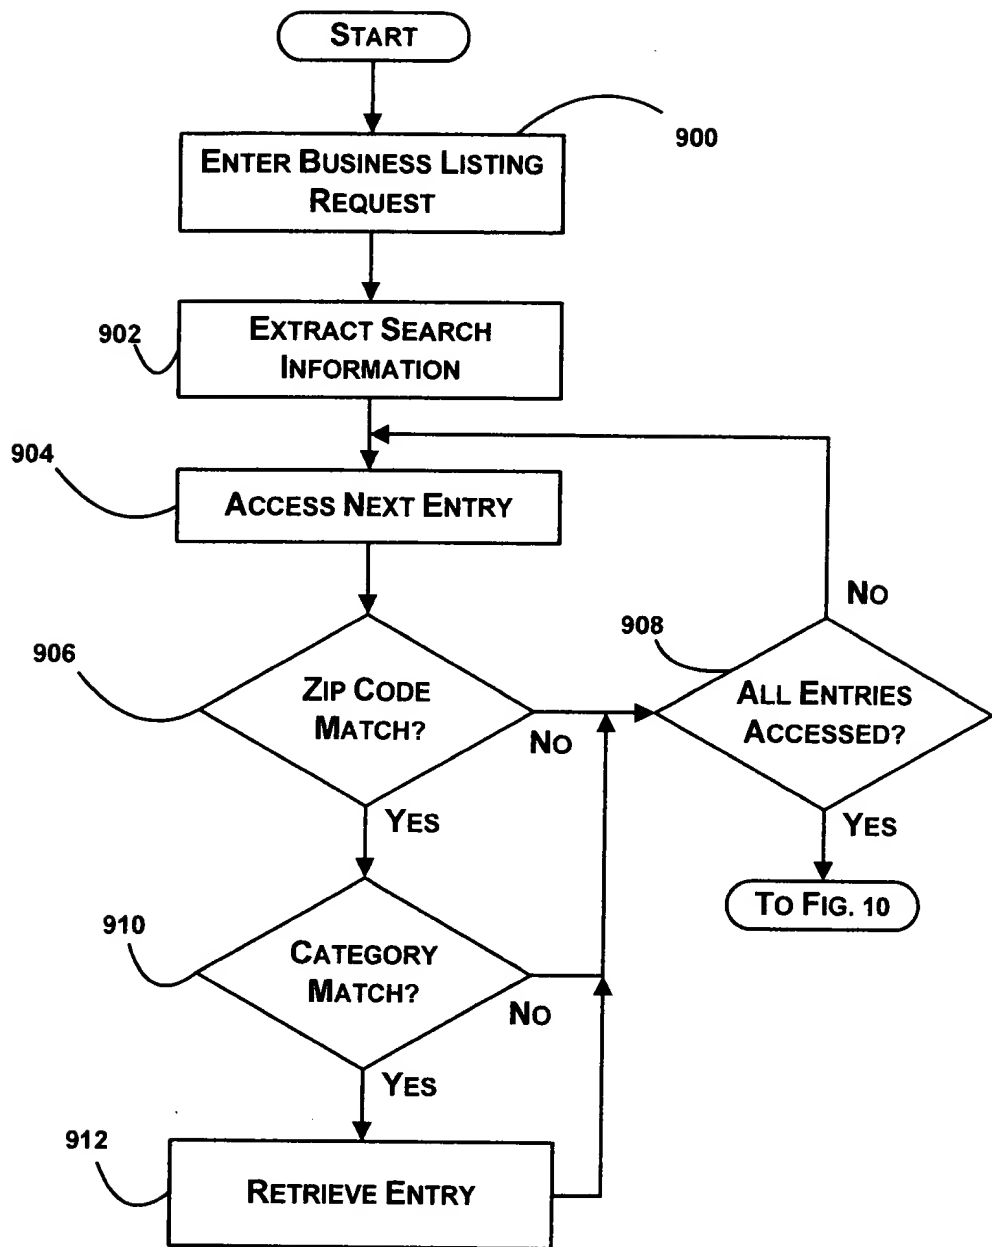 START
900
ENTER BUSINESS LISTING
REQUEST
902
EXTRACT SEARCH
INFORMATION
904
ACCESS NEXT ENTRY
NO
906
ZIP CODE
MATCH?
NO
YES
908
ALL ENTRIES
ACCESSED?
YES
TO FIG. 10
910
CATEGORY
MATCH?
NO
YES
912
RETRIEVE ENTRY